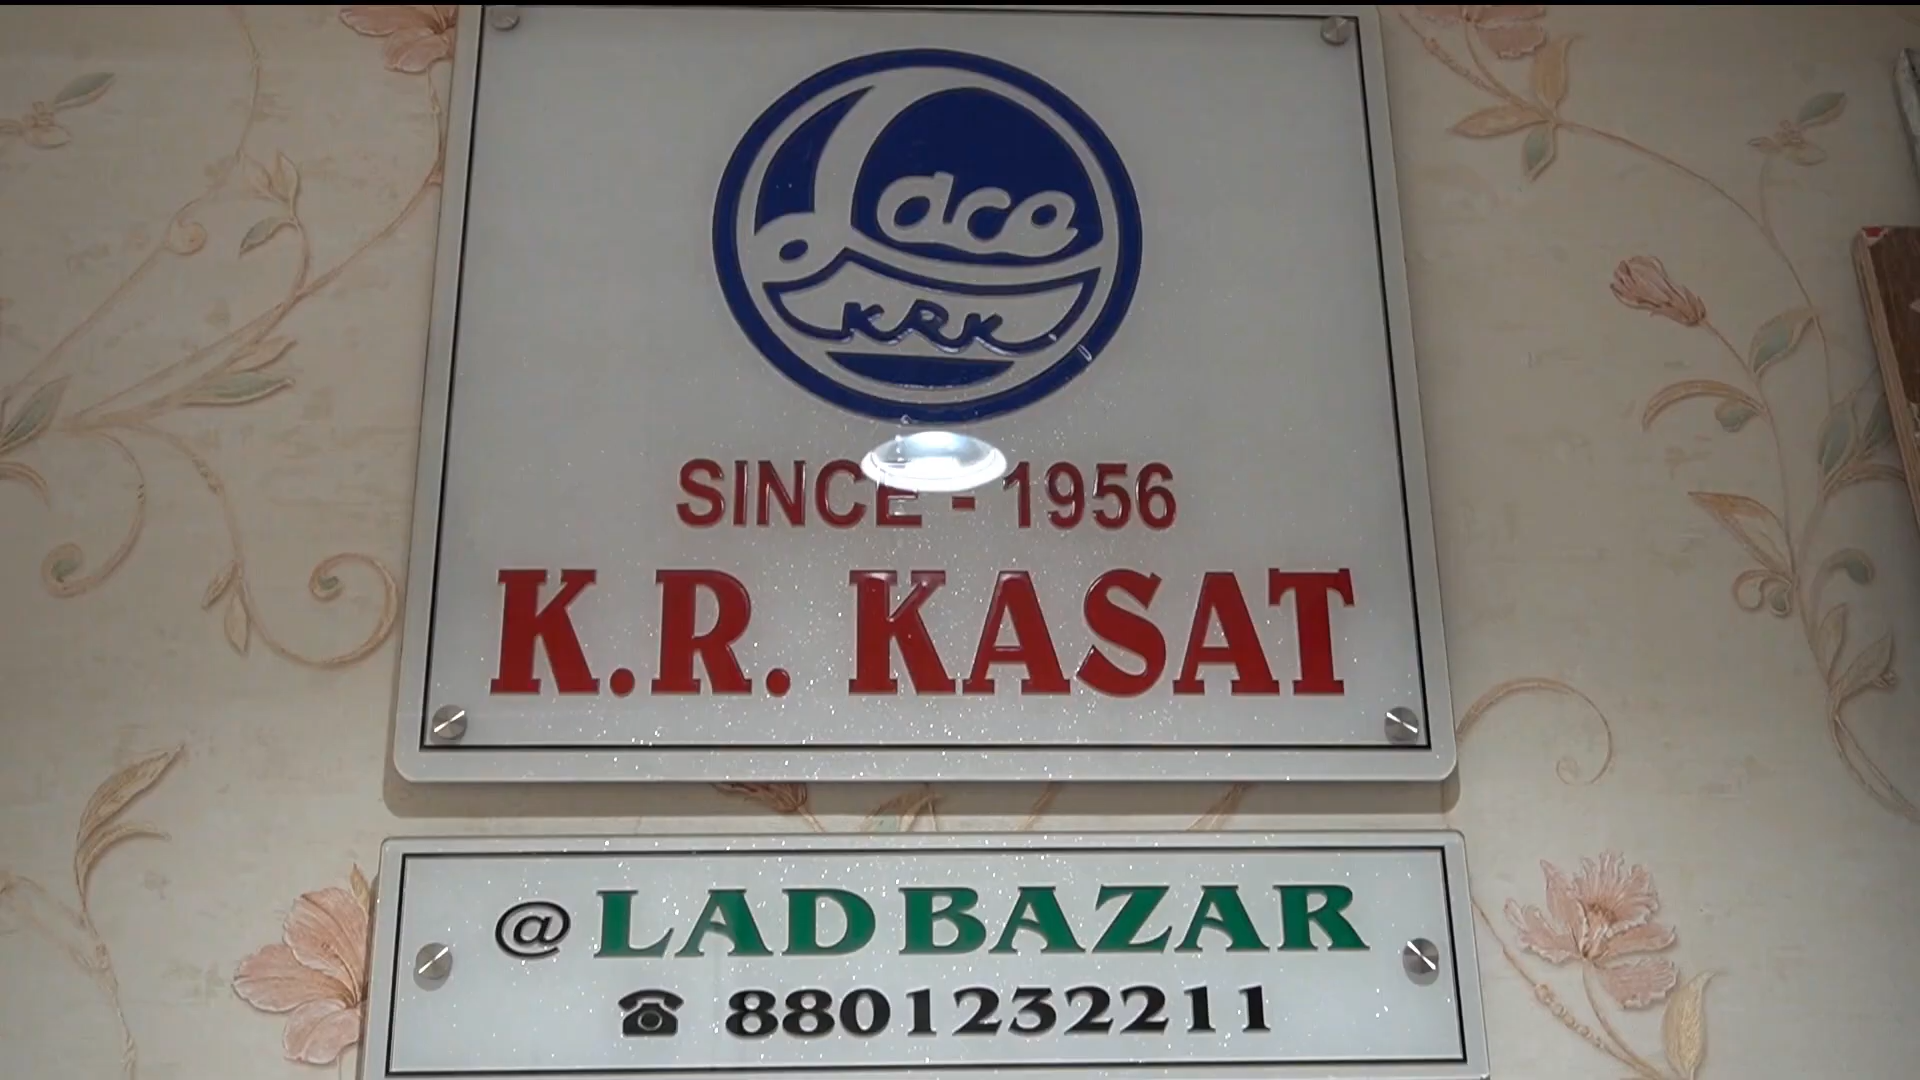 Lace
KRK
SINCE - 1956
K.R. KASAT
@ LAD BAZAR
☎ 8801232211